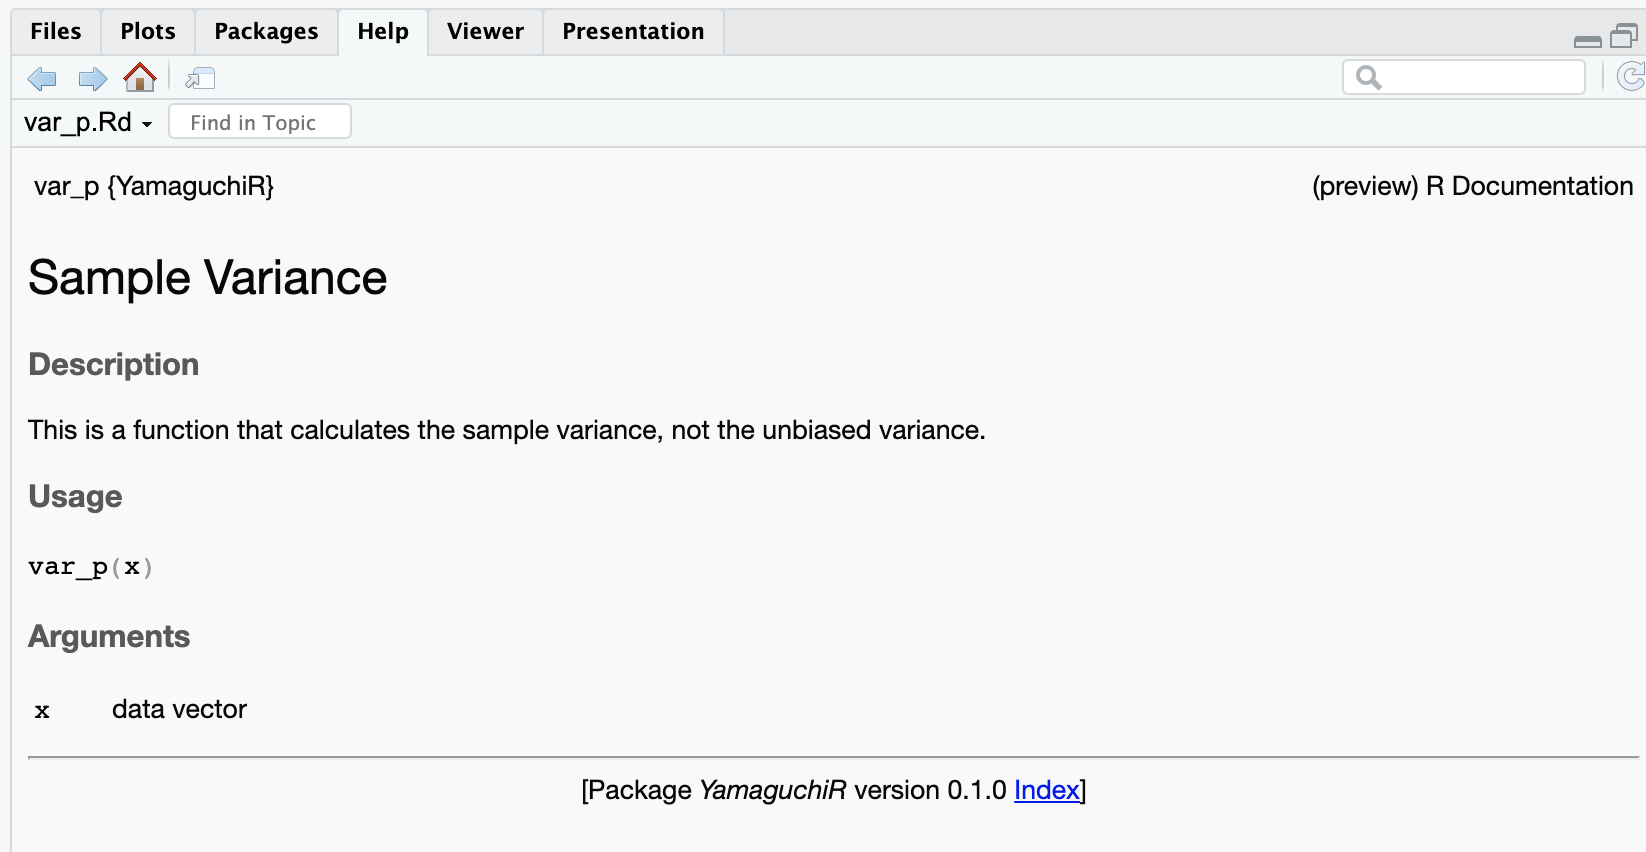 Files Plots Packages Help Viewer Presentation
var_p.Rd Find in Topic
var_p {YamaguchiR} (preview) R Documentation
Sample Variance
Description
This is a function that calculates the sample variance, not the unbiased variance.
Usage
var_p(x)
Arguments
x data vector
[Package YamaguchiR version 0.1.0 Index]